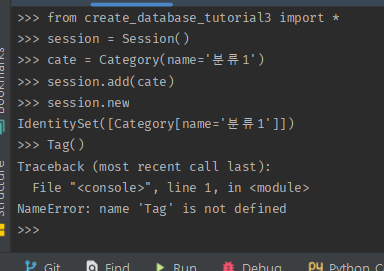 >>> from create_database_tutorial3 import *
>>> session = Session()
>>> cate = Category(name='분류1')
>>> session.add(cate)
>>> session.new
IdentitySet([Category[name='분류1']])
>>> Tag()
Traceback (most recent call last):
  File "<console>", line 1, in <module>
NameError: name 'Tag' is not defined
>>>
Git
Find
Run
Debug
Python C